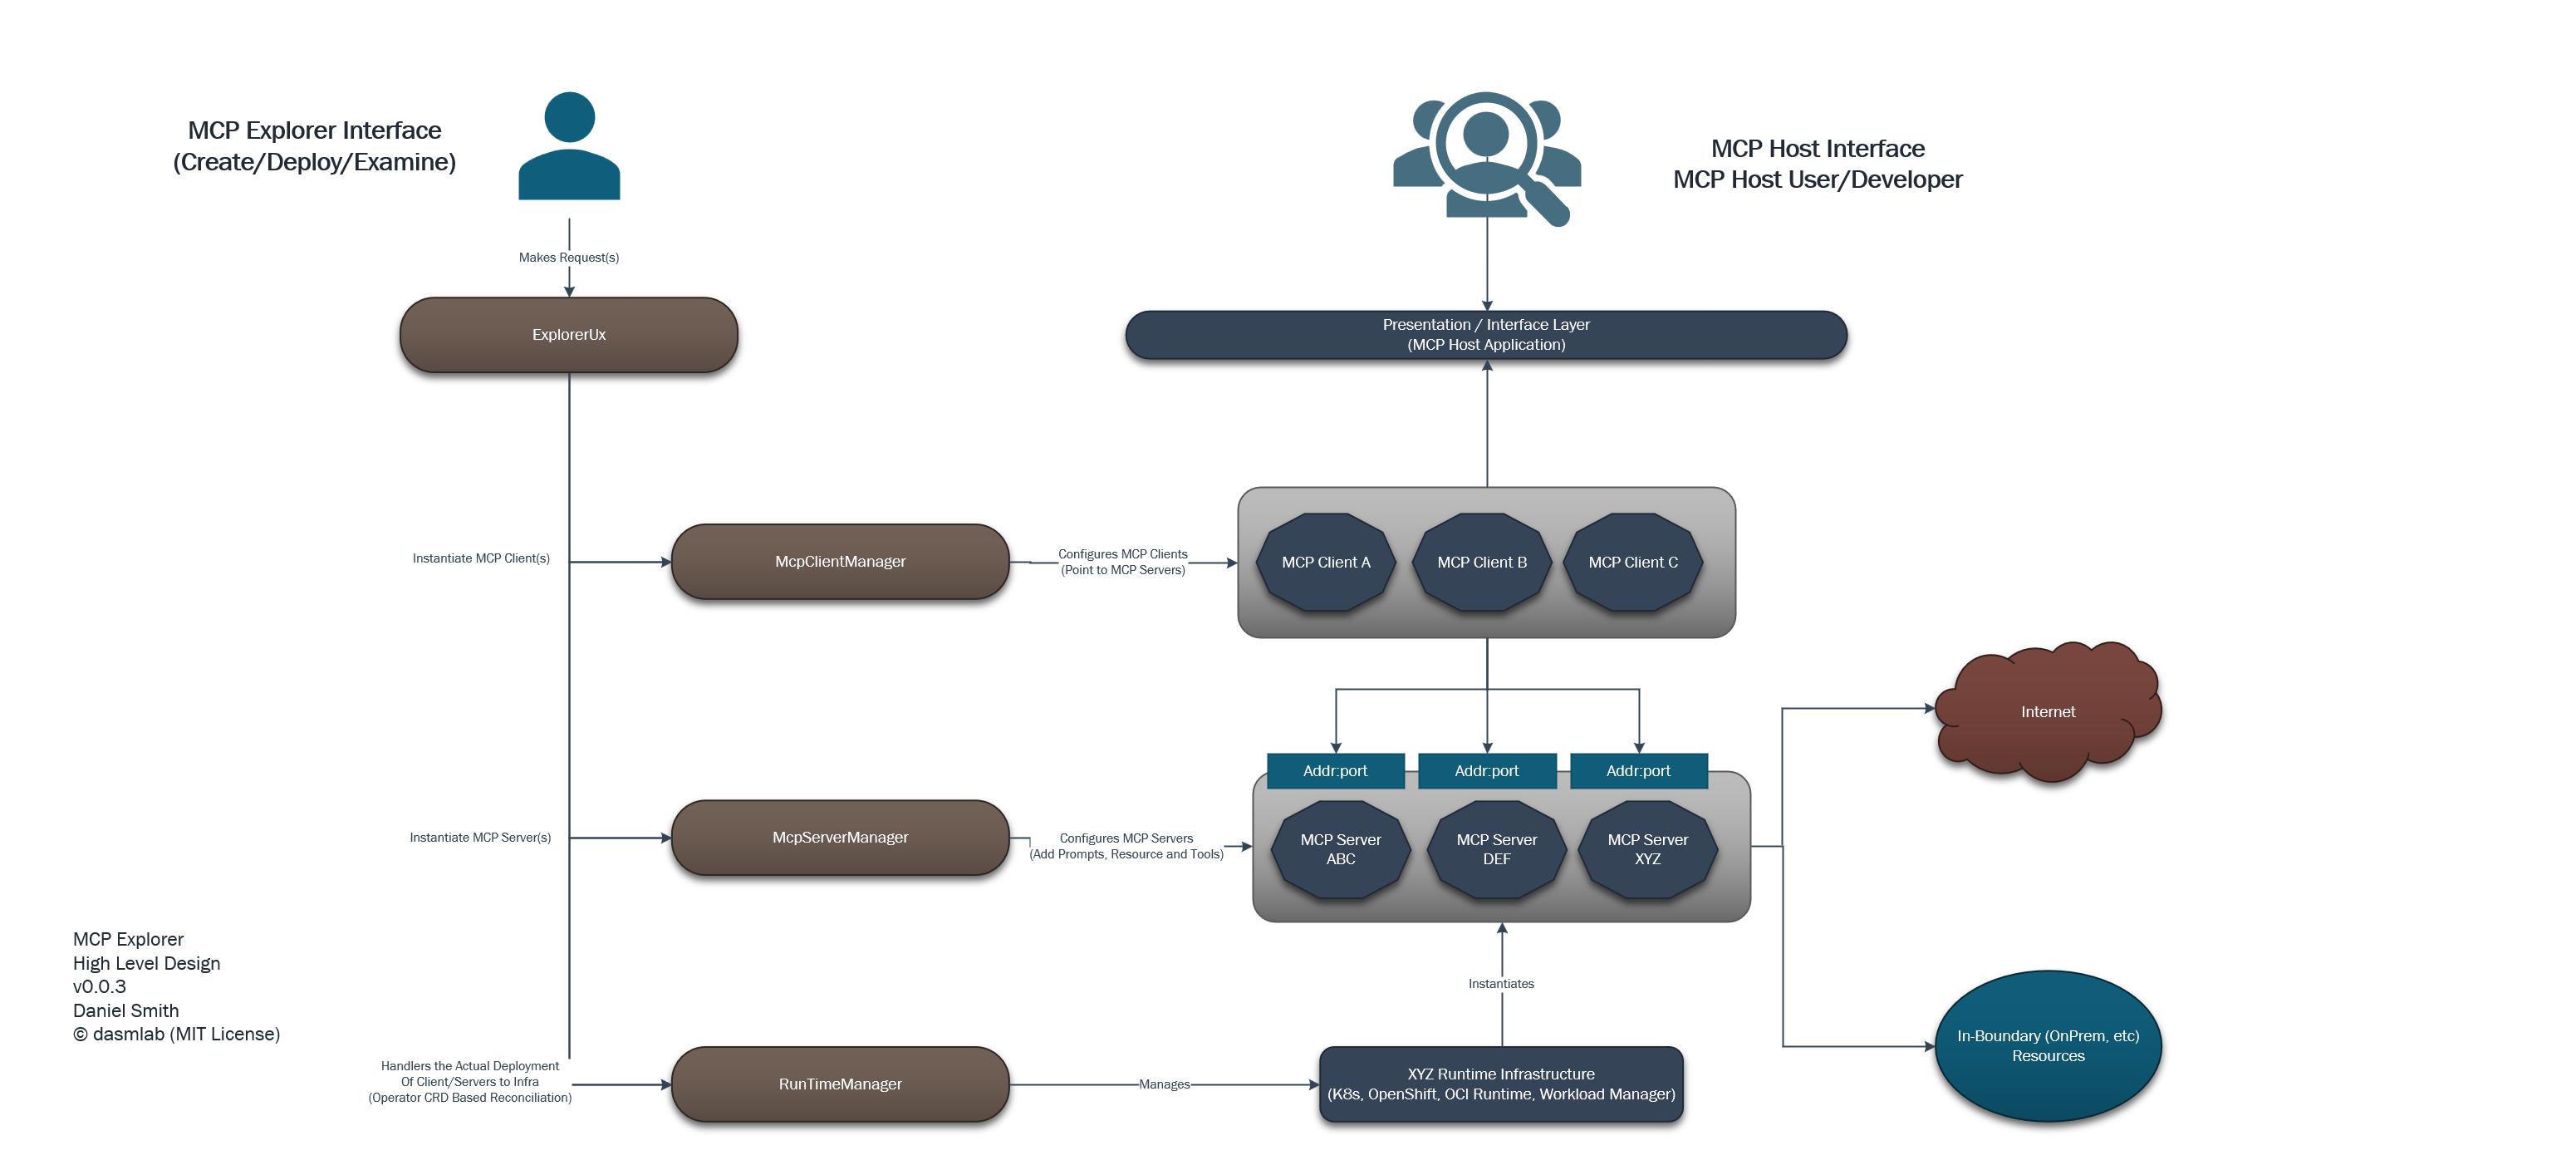 MCP Explorer Interface
(Create/Deploy/Examine)
MCP Host Interface
MCP Host User/Developer
Makes Request(s)
ExplorerUx
Presentation / Interface Layer
(MCP Host Application)
Instantiate MCP Client(s)
McpClientManager
Configures MCP Clients
(Point to MCP Servers)
MCP Client A
MCP Client B
MCP Client C
Internet
Addr:port
Addr:port
Addr:port
Instantiate MCP Server(s)
McpServerManager
Configures MCP Servers
(Add Prompts, Resource and Tools)
MCP Server
ABC
MCP Server
DEF
MCP Server
XYZ
MCP Explorer
High Level Design
v0.0.3
Daniel Smith
© dasmlab (MIT License)
Instantiates
In-Boundary (OnPrem, etc)
Resources
Handlers the Actual Deployment
Of Client/Servers to Infra
(Operator CRD Based Reconciliation)
RunTimeManager
Manages
XYZ Runtime Infrastructure
(K8s, OpenShift, OCI Runtime, Workload Manager)